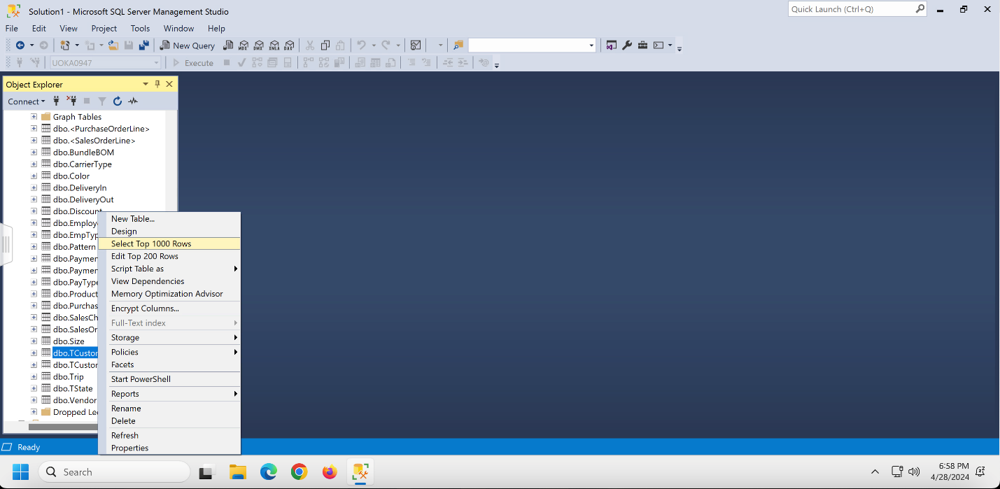 Solution1 - Microsoft SQL Server Management Studio
Quick Launch (Ctrl+Q)
File Edit View Project Tools Window Help
New Query
MDX DMX XMLA DAX
UOKA0947 Execute
Object Explorer
Connect
Graph Tables
dbo.<PurchaseOrderLine>
dbo.<SalesOrderLine>
dbo.BundleBOM
dbo.CarrierType
dbo.Color
dbo.DeliveryIn
dbo.DeliveryOut
dbo.Discount
dbo.Employ
dbo.EmpTyp
dbo.Pattern
dbo.Paymen
dbo.Paymen
dbo.PayType
dbo.Product
dbo.Purchas
dbo.SalesCh
dbo.SalesOr
dbo.Size
dbo.TCustor
dbo.TCustor
dbo.Trip
dbo.TState
dbo.Vendor
Dropped Le
New Table...
Design
Select Top 1000 Rows
Edit Top 200 Rows
Script Table as
View Dependencies
Memory Optimization Advisor
Encrypt Columns...
Full-Text index
Storage
Policies
Facets
Start PowerShell
Reports
Rename
Delete
Refresh
Properties
Ready
Search
6:58 PM
4/28/2024